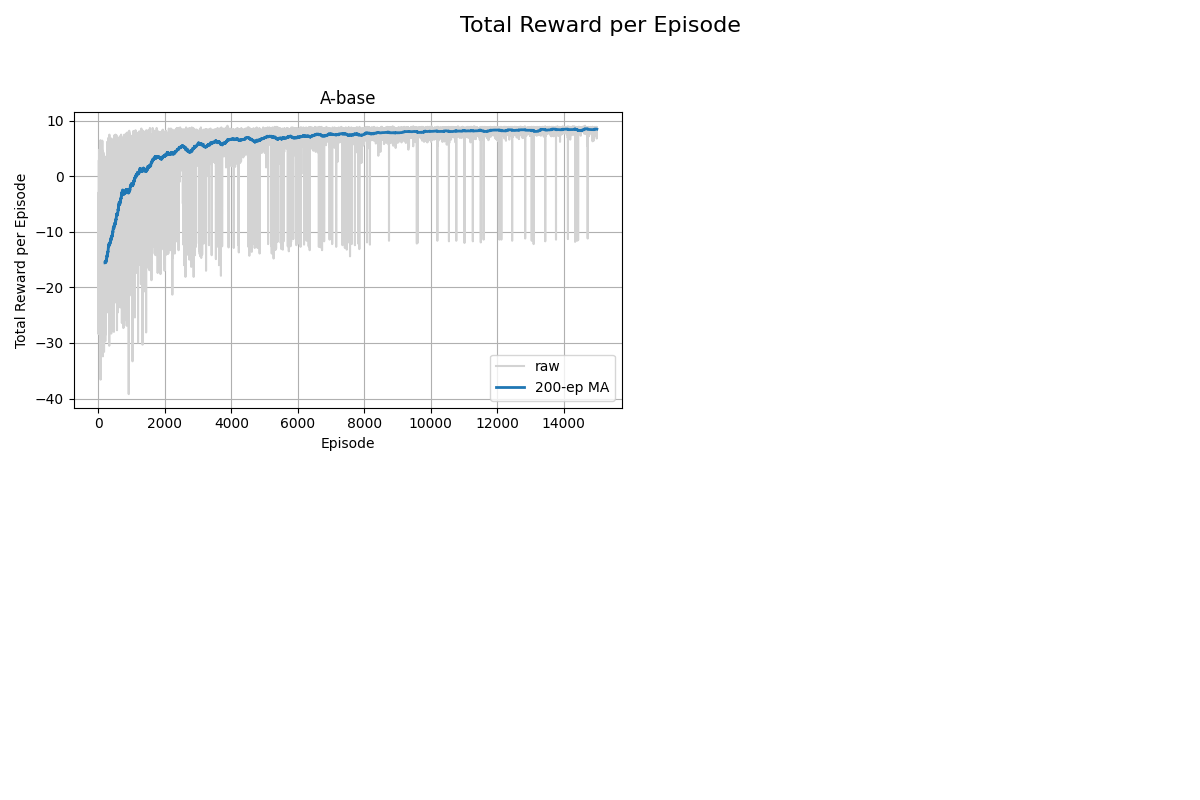 Total Reward per Episode
A-base
Total Reward per Episode
10
0
−10
−20
−30
−40
raw
200-ep MA
0 2000 4000 6000 8000 10000 12000 14000
Episode